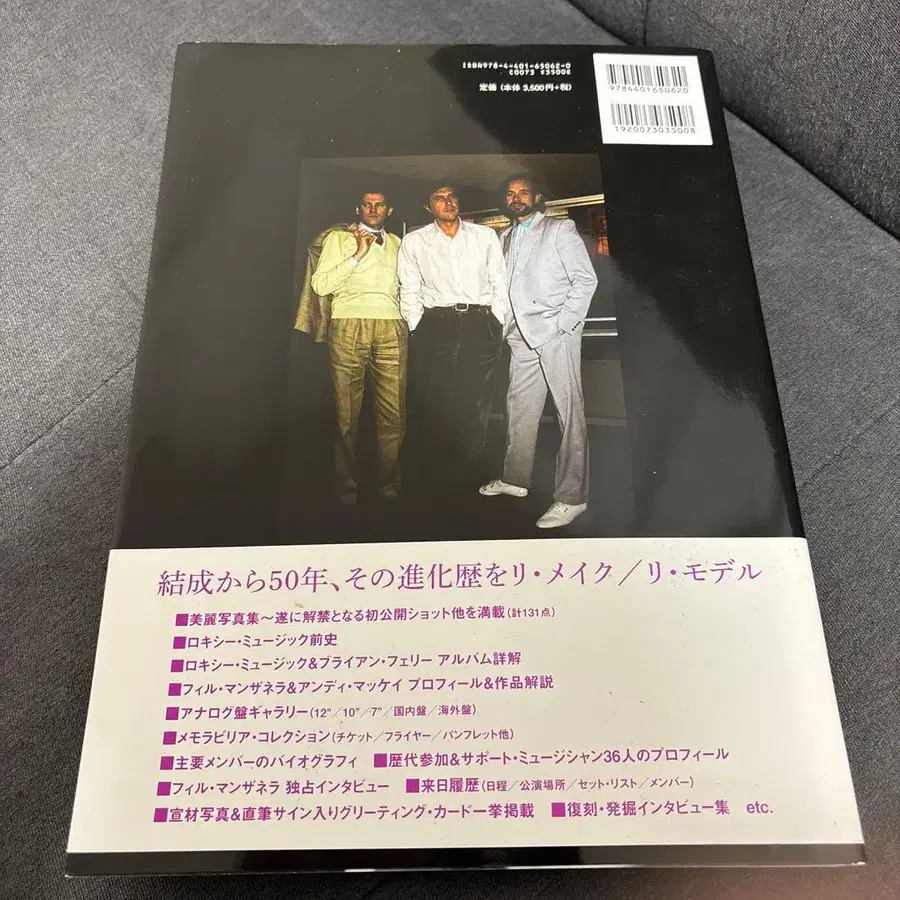 ISBN978-4-401-65062-0
C0073 ¥3500E
定価（本体 3,500円+税）
9784401650620
1920073035008
結成から50年、その進化歴をリ・メイク／リ・モデル
■美麗写真集〜遂に解禁となる初公開ショット他を満載（計131点）
■ロキシー・ミュージック前史
■ロキシー・ミュージック&ブライアン・フェリー アルバム詳解
■フィル・マンザネラ&アンディ・マッケイ プロフィール&作品解説
■アナログ盤ギャラリー（12"／10"／7"／国内盤／海外盤）
■メモラビリア・コレクション（チケット／フライヤー／パンフレット他）
■主要メンバーのバイオグラフィ ■歴代参加&サポート・ミュージシャン36人のプロフィール
■フィル・マンザネラ 独占インタビュー ■来日履歴（日程／公演場所／セット・リスト／メンバー）
■宣材写真&直筆サイン入りグリーティング・カード一挙掲載 ■復刻・発掘インタビュー集 etc.